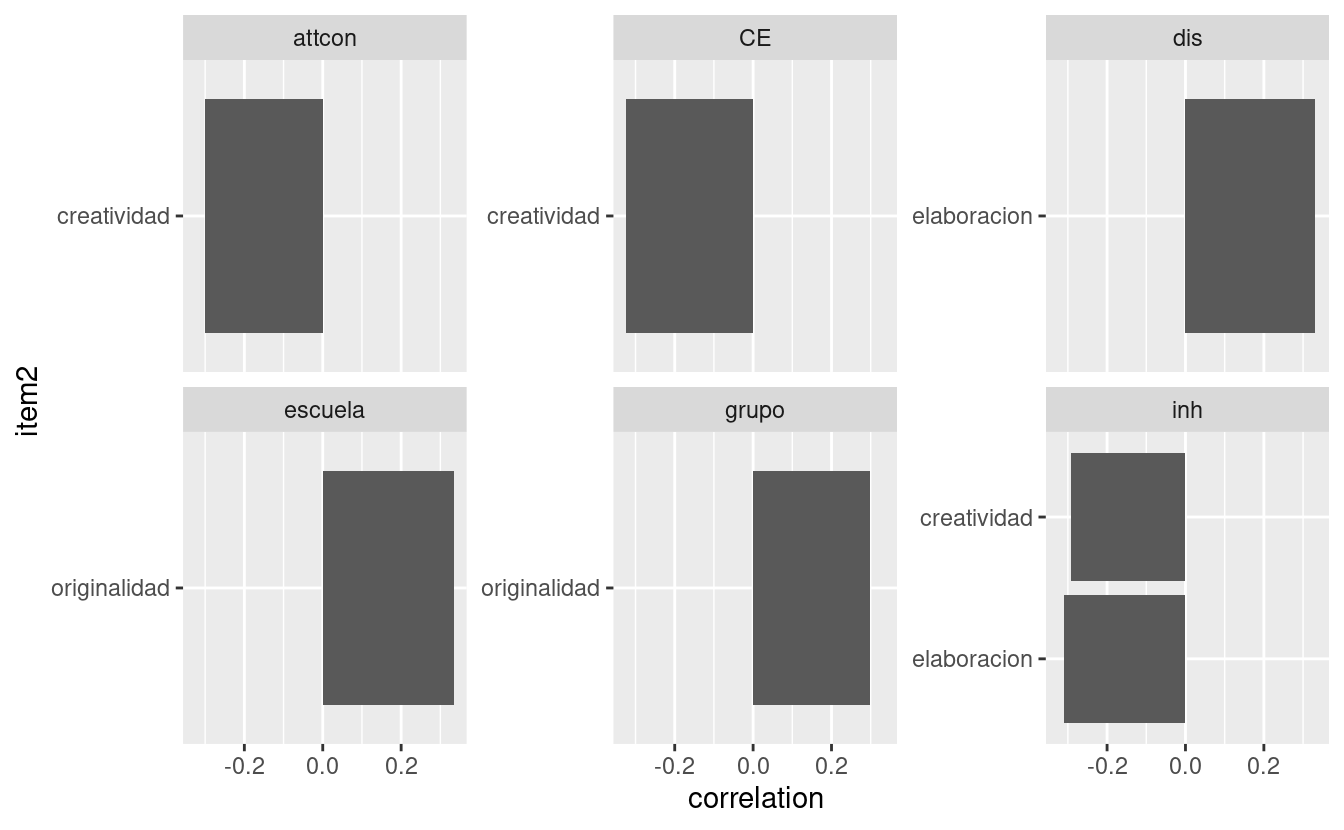 attcon
CE
dis
creatividad
creatividad
elaboracion
item2
escuela
grupo
inh
originalidad
originalidad
creatividad
elaboracion
-0.2 0.0 0.2
-0.2 0.0 0.2
-0.2 0.0 0.2
correlation